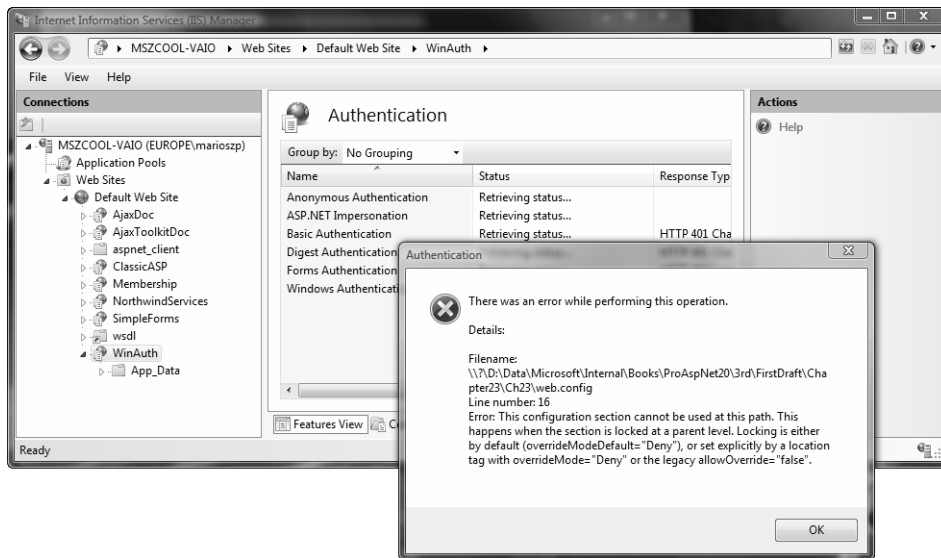 Internet Information Services (IIS) Manager
MSZCOOL-VAIO ▸ Web Sites ▸ Default Web Site ▸ WinAuth ▸
File View Help
Connections
MSZCOOL-VAIO (EUROPE\marioszp)
Application Pools
Web Sites
Default Web Site
AjaxDoc
AjaxToolkitDoc
aspnet_client
ClassicASP
Membership
NorthwindServices
SimpleForms
wsdl
WinAuth
App_Data
Authentication
Group by: No Grouping
Name Status Response Typ
Anonymous Authentication Retrieving status...
ASP.NET Impersonation Retrieving status...
Basic Authentication Retrieving status... HTTP 401 Cha
Digest Authentication
Forms Authentication
Windows Authenticati
Features View
Actions
Help
Ready
Authentication
There was an error while performing this operation.
Details:
Filename:
\\?\D:\Data\Microsoft\Internal\Books\ProAspNet20\3rd\FirstDraft\Cha
pter23\Ch23\web.config
Line number: 16
Error: This configuration section cannot be used at this path. This
happens when the section is locked at a parent level. Locking is either
by default (overrideModeDefault="Deny"), or set explicitly by a location
tag with overrideMode="Deny" or the legacy allowOverride="false".
OK